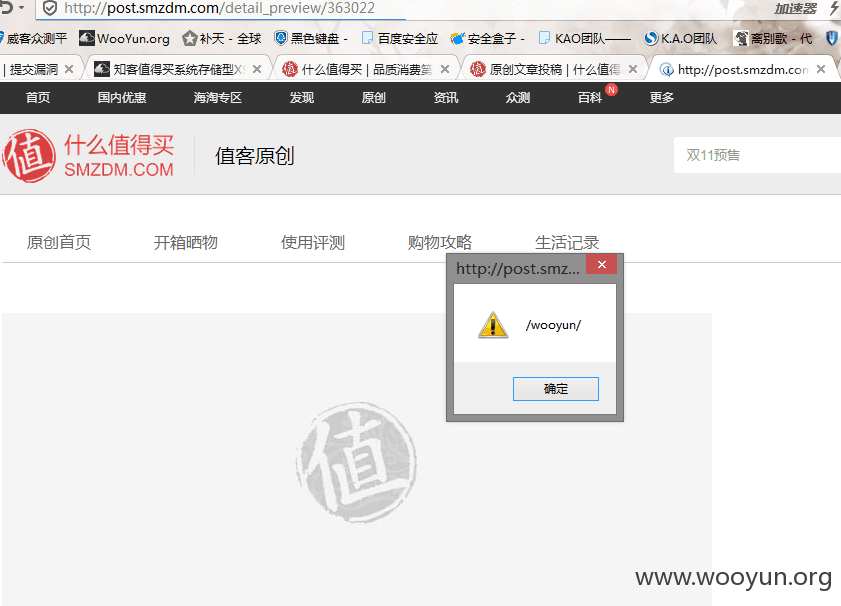 http://post.smzdm.com/detail_preview/363022
加速器
威客众测平 WooYun.org 补天 - 全球 黑色键盘 - 百度安全应 安全盒子 - KAO团队—— K.A.O团队 离别歌 - 代
| 提交漏洞 知客值得买系统存储型XS 什么值得买 | 品质消费第 原创文章投稿 | 什么值得 http://post.smzdm.con
首页 国内优惠 海淘专区 发现 原创 资讯 众测 百科 N 更多
值 什么值得买
SMZDM.COM
值客原创
双11预售
原创首页 开箱晒物 使用评测 购物攻略 生活记录
http://post.smz...
/wooyun/
确定
值
www.wooyun.org